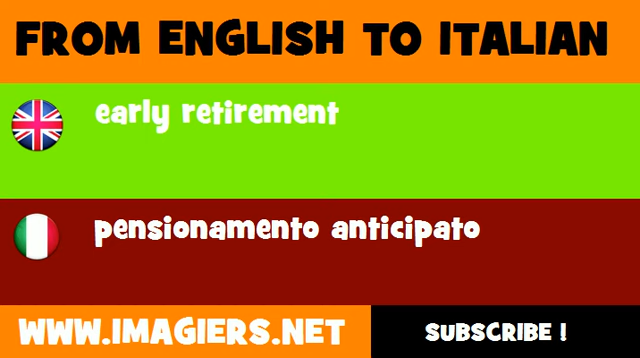 FROM ENGLISH TO ITALIAN
early retirement
pensionamento anticipato
WWW.IMAGIERS.NET
SUBSCRIBE !